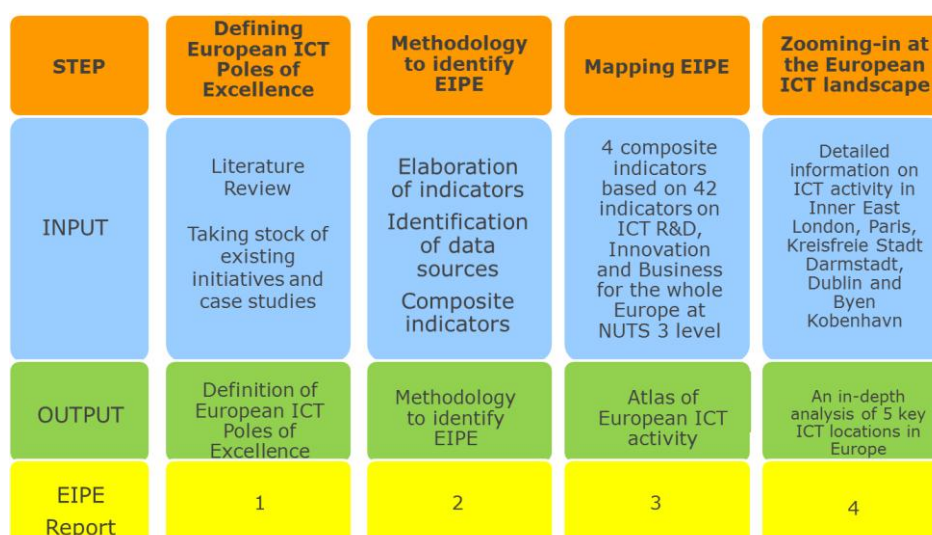 STEP
Defining
European ICT
Poles of
Excellence
Methodology
to identify
EIPE
Mapping EIPE
Zooming-in at
the European
ICT landscape
INPUT
Literature
Review
Taking stock of
existing
initiatives and
case studies
Elaboration
of indicators
Identification
of data
sources
Composite
indicators
4 composite
indicators
based on 42
indicators on
ICT R&D,
Innovation
and Business
for the whole
Europe at
NUTS 3 level
Detailed
information on
ICT activity in
Inner East
London, Paris,
Kreisfreie Stadt
Darmstadt,
Dublin and
Byen
Kobenhavn
OUTPUT
Definition of
European ICT
Poles of
Excellence
Methodology
to identify
EIPE
Atlas of
European ICT
activity
An in-depth
analysis of 5 key
ICT locations in
Europe
EIPE
Report
1
2
3
4